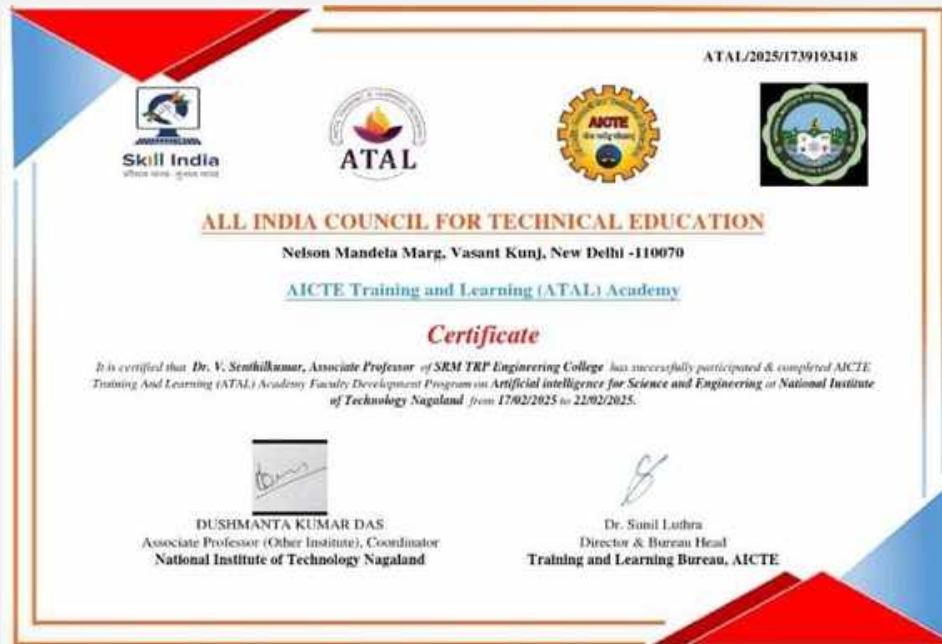 ATAL/2025/1739193418
Skill India
कौशल भारत - कुशल भारत
ATAL
AICTE
ALL INDIA COUNCIL FOR TECHNICAL EDUCATION
Nelson Mandela Marg, Vasant Kunj, New Delhi -110070
AICTE Training and Learning (ATAL) Academy
Certificate
It is certified that Dr. V. Senthilkumar, Associate Professor of SRM TRP Engineering College has successfully participated & completed AICTE
Training And Learning (ATAL) Academy Faculty Development Program on Artificial intelligence for Science and Engineering at National Institute
of Technology Nagaland from 17/02/2025 to 22/02/2025.
DUSHMANTA KUMAR DAS
Associate Professor (Other Institute), Coordinator
National Institute of Technology Nagaland
Dr. Sunil Luthra
Director & Bureau Head
Training and Learning Bureau, AICTE